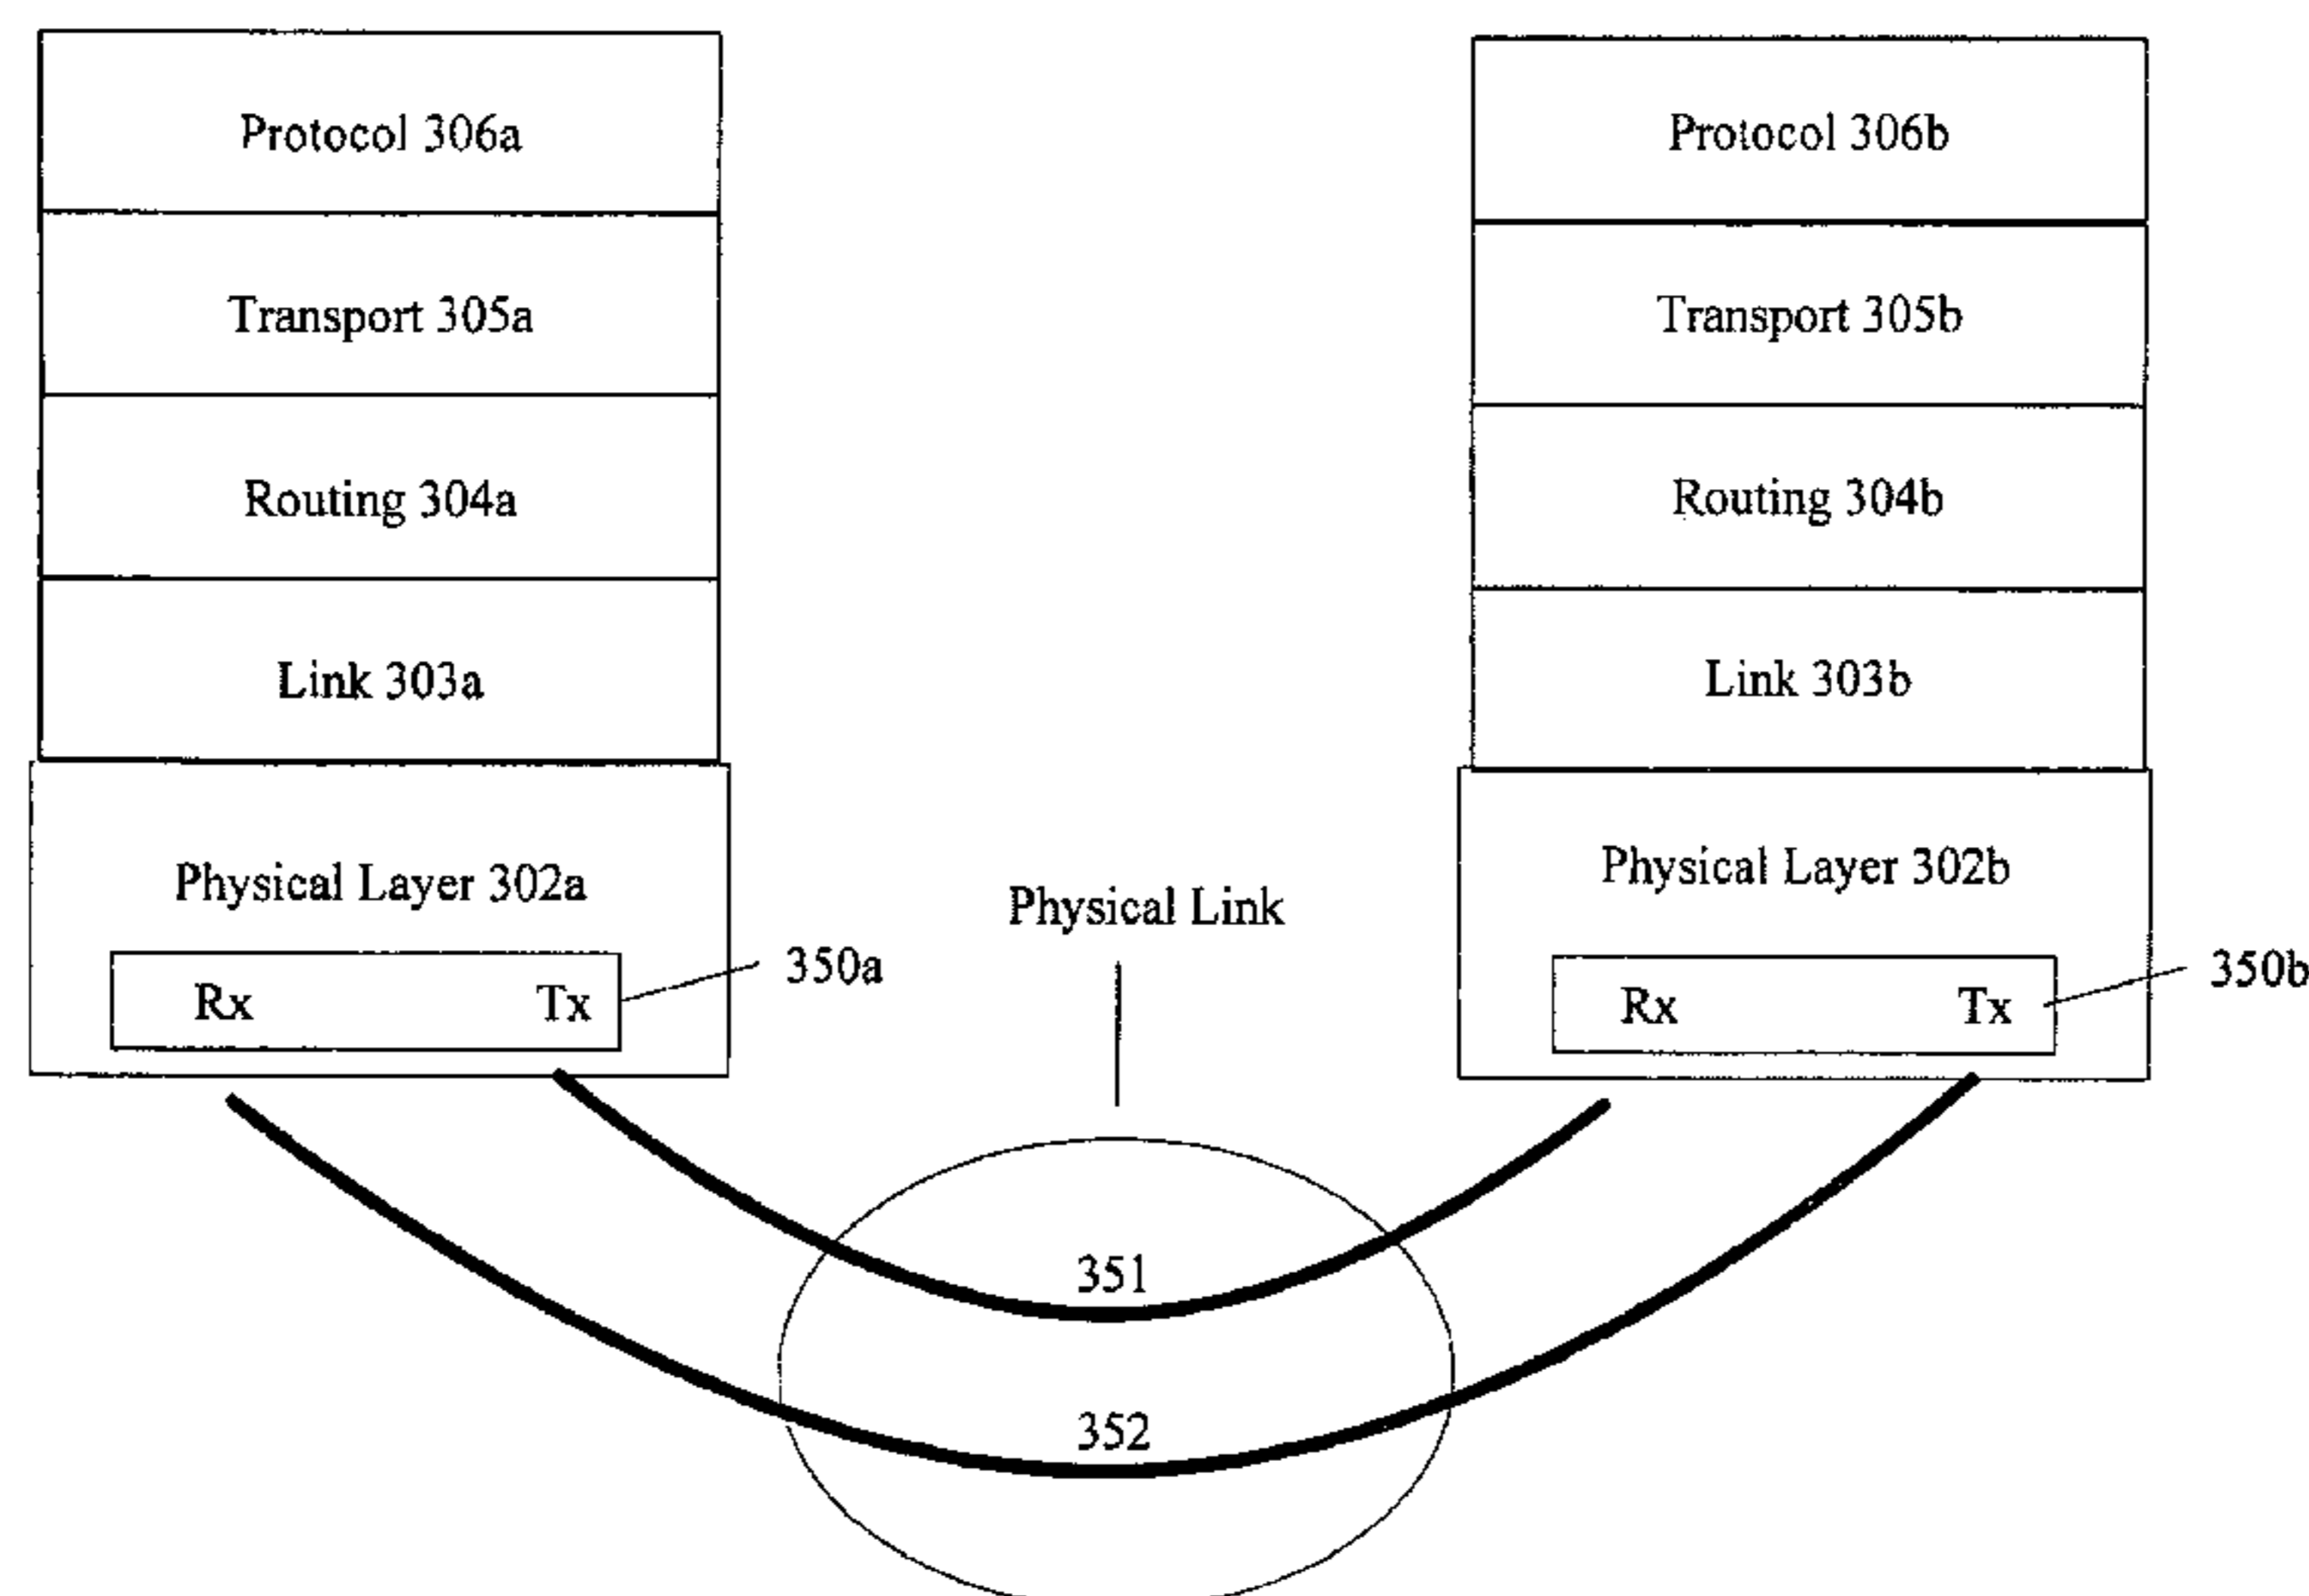 Protocol 306a
Transport 305a
Routing 304a
Link 303a
Physical Layer 302a
Rx Tx
350a
Physical Link
351
352
Protocol 306b
Transport 305b
Routing 304b
Link 303b
Physical Layer 302b
Rx Tx
350b